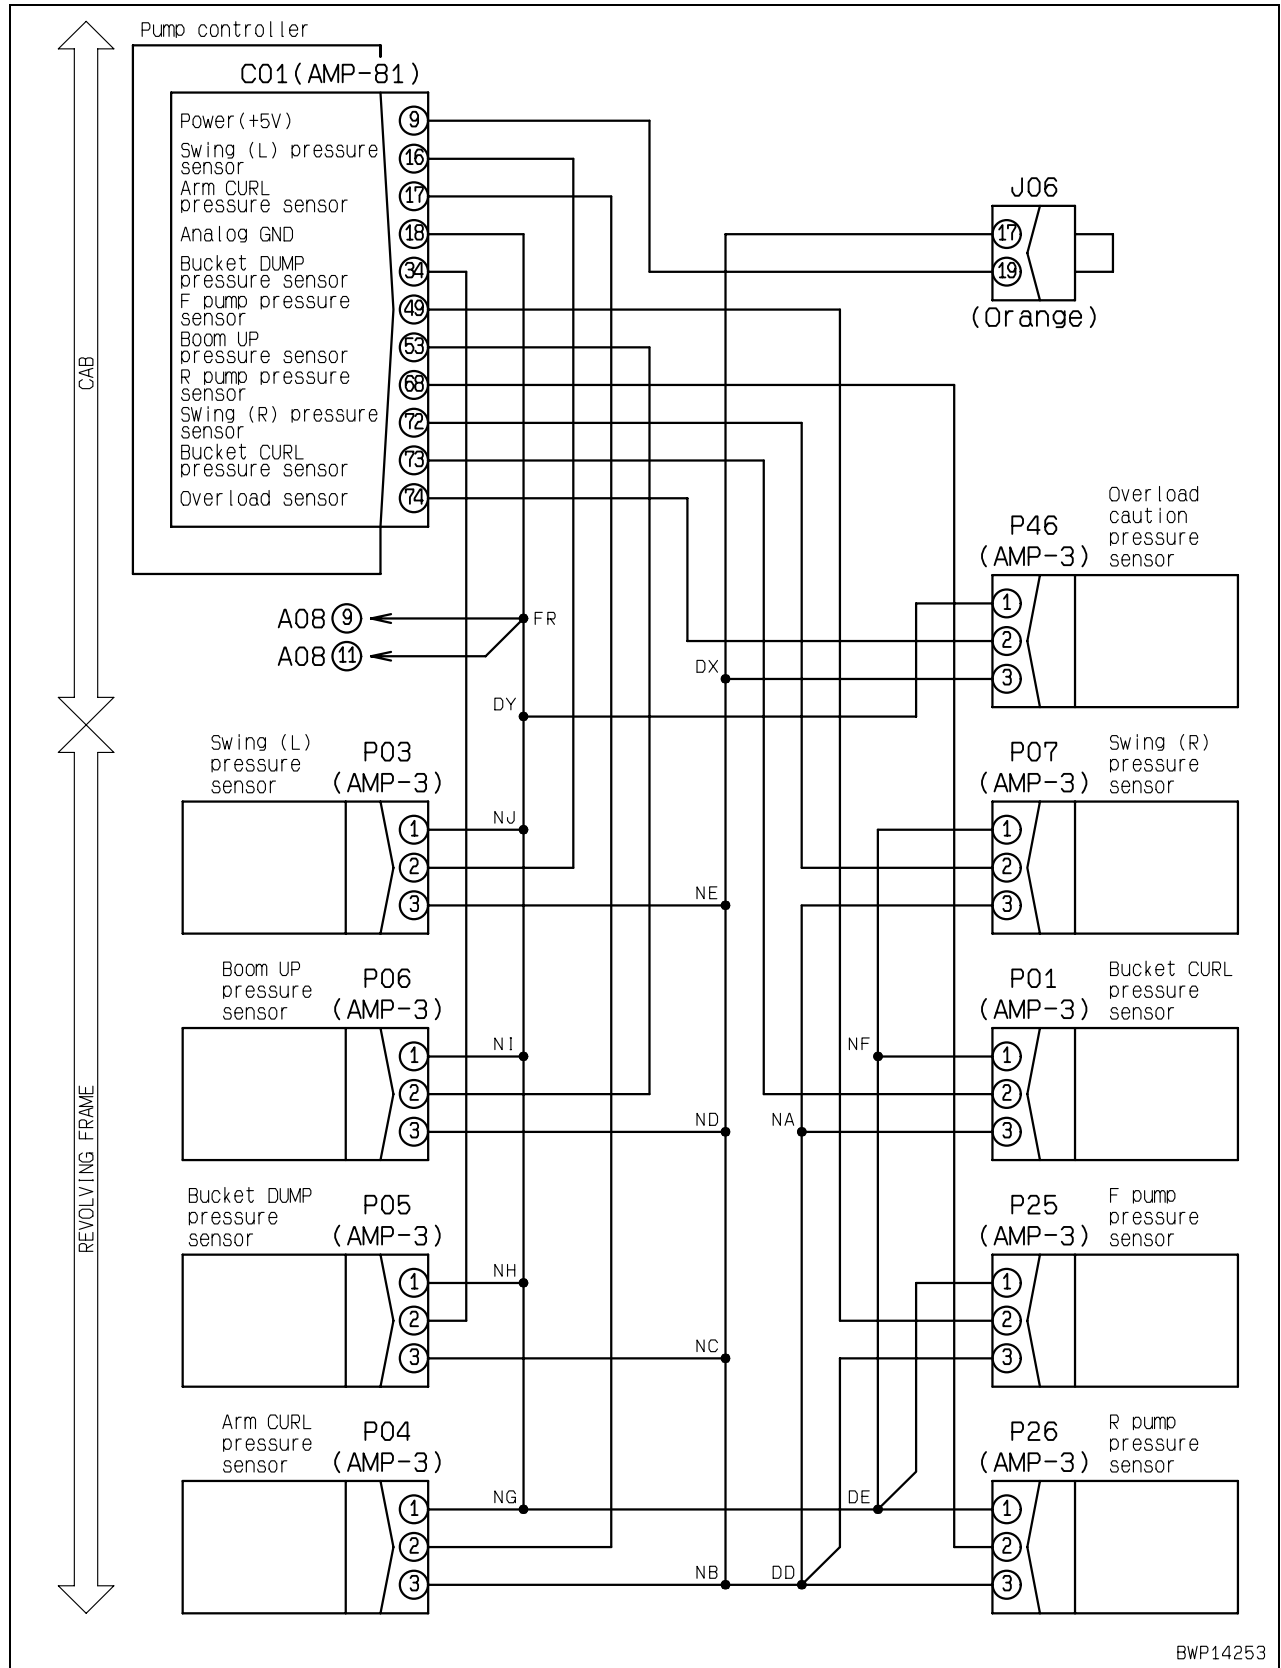 Pump controller
C01(AMP-81)
Power(+5V)
9
Swing (L) pressure
sensor
16
Arm CURL
pressure sensor
17
Analog GND
18
Bucket DUMP
pressure sensor
34
F pump pressure
sensor
49
Boom UP
pressure sensor
53
R pump pressure
sensor
68
SWing (R) pressure
sensor
72
Bucket CURL
pressure sensor
73
Overload sensor
74
J06
17
19
(Orange)
CAB
Overload
caution
pressure
sensor
P46
(AMP-3)
1
2
3
A08 9
A08 11
FR
DX
DY
Swing (L)
pressure
sensor
P03
(AMP-3)
1
2
3
NJ
NE
P07
(AMP-3)
Swing (R)
pressure
sensor
1
2
3
Boom UP
pressure
sensor
P06
(AMP-3)
1
2
3
NI
ND
NF
NA
P01
(AMP-3)
Bucket CURL
pressure
sensor
1
2
3
REVOLVING FRAME
Bucket DUMP
pressure
sensor
P05
(AMP-3)
1
2
3
NH
NC
P25
(AMP-3)
F pump
pressure
sensor
1
2
3
Arm CURL
pressure
sensor
P04
(AMP-3)
1
2
3
NG
NB
DE
DD
P26
(AMP-3)
R pump
pressure
sensor
1
2
3
BWP14253